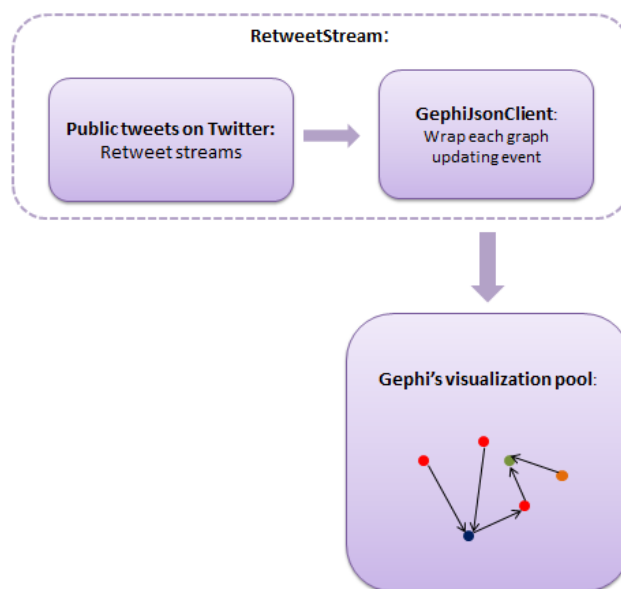 RetweetStream:
Public tweets on Twitter:
Retweet streams
GephiJsonClient:
Wrap each graph
updating event
Gephi's visualization pool: